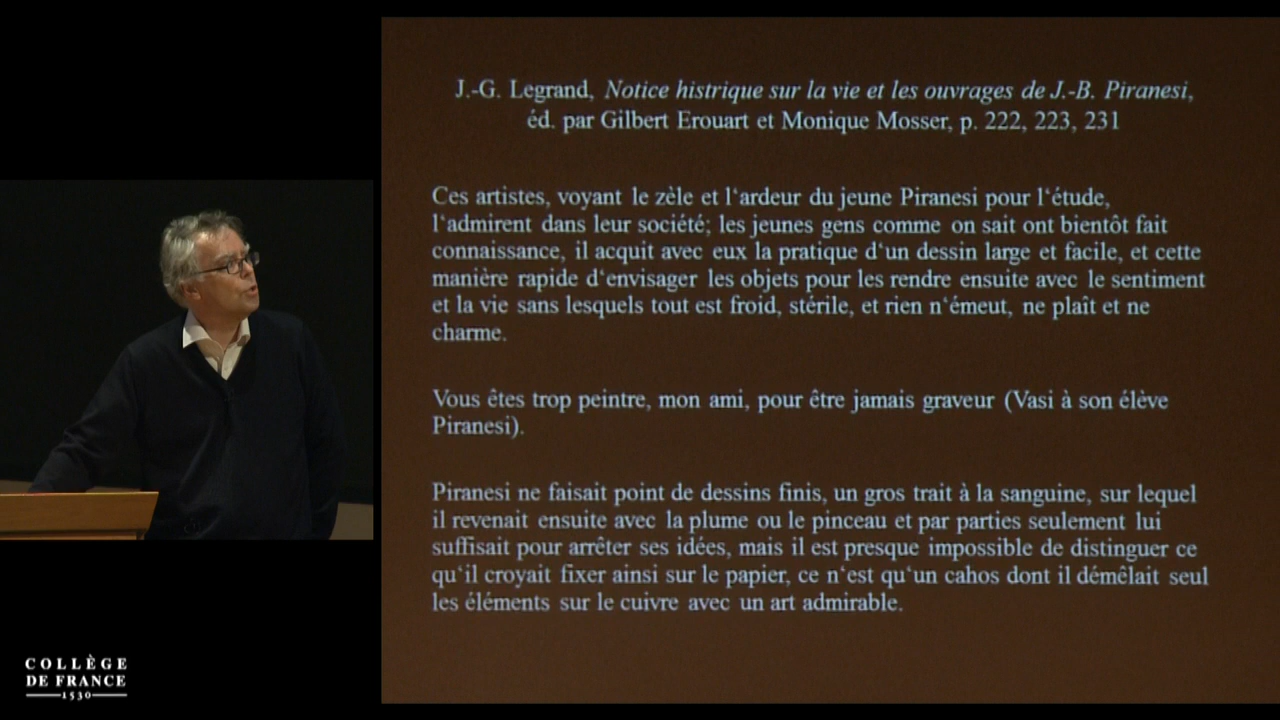 J.-G. Legrand, Notice histrique sur la vie et les ouvrages de J.-B. Piranesi,
éd. par Gilbert Erouart et Monique Mosser, p. 222, 223, 231
Ces artistes, voyant le zèle et l‘ardeur du jeune Piranesi pour l‘étude,
l‘admirent dans leur société; les jeunes gens comme on sait ont bientôt fait
connaissance, il acquit avec eux la pratique d‘un dessin large et facile, et cette
manière rapide d‘envisager les objets pour les rendre ensuite avec le sentiment
et la vie sans lesquels tout est froid, stérile, et rien n‘émeut, ne plaît et ne
charme.
Vous êtes trop peintre, mon ami, pour être jamais graveur (Vasi à son élève
Piranesi).
Piranesi ne faisait point de dessins finis, un gros trait à la sanguine, sur lequel
il revenait ensuite avec la plume ou le pinceau et par parties seulement lui
suffisait pour arrêter ses idées, mais il est presque impossible de distinguer ce
qu‘il croyait fixer ainsi sur le papier, ce n‘est qu‘un cahos dont il démêlait seul
les éléments sur le cuivre avec un art admirable.
COLLÈGE
DE FRANCE
1530